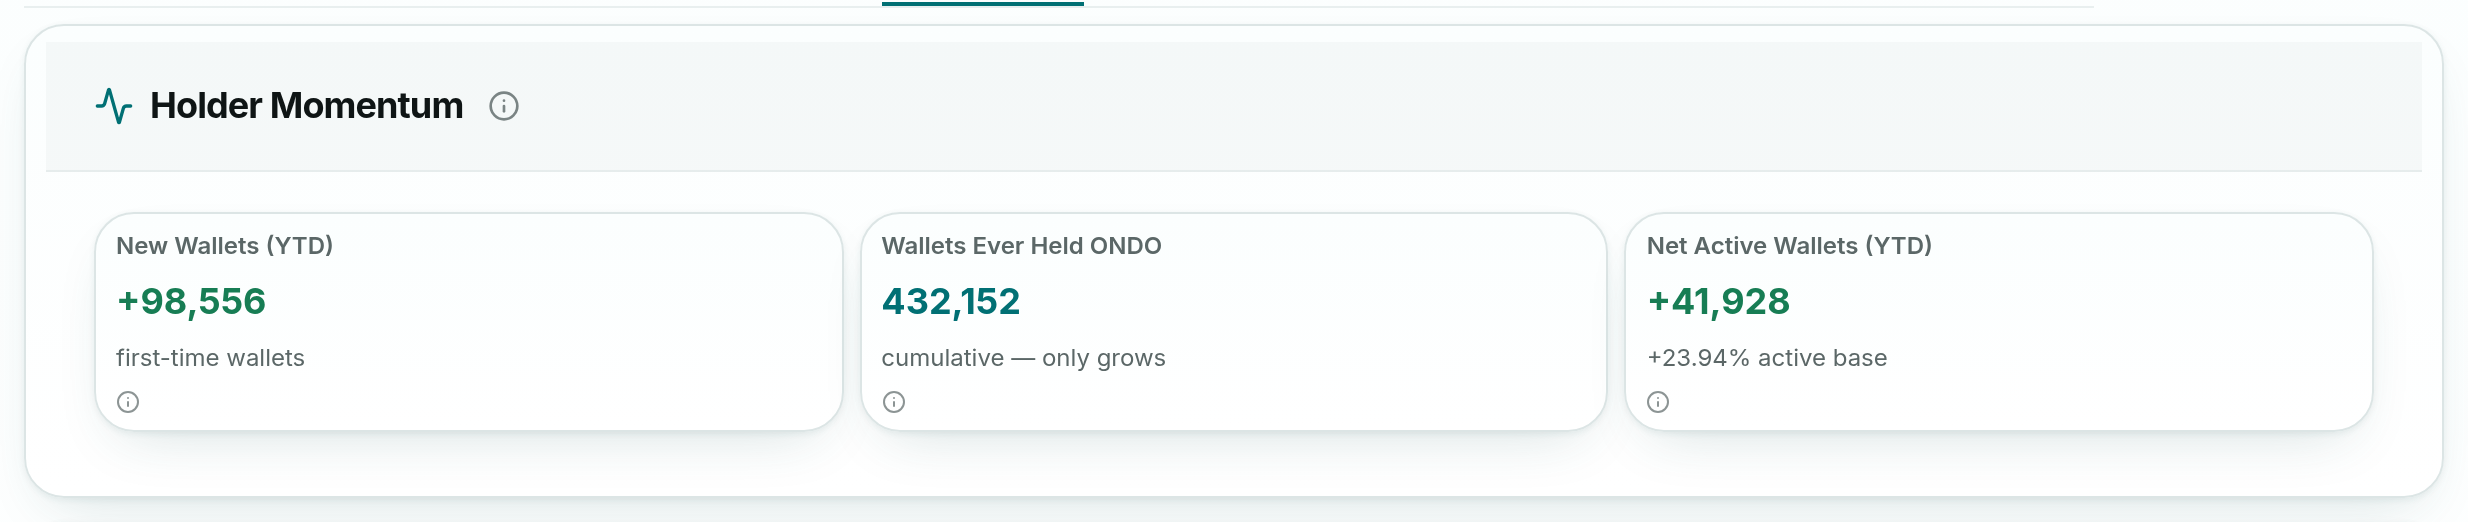 Holder Momentum
New Wallets (YTD)
+98,556
first-time wallets
Wallets Ever Held ONDO
432,152
cumulative — only grows
Net Active Wallets (YTD)
+41,928
+23.94% active base